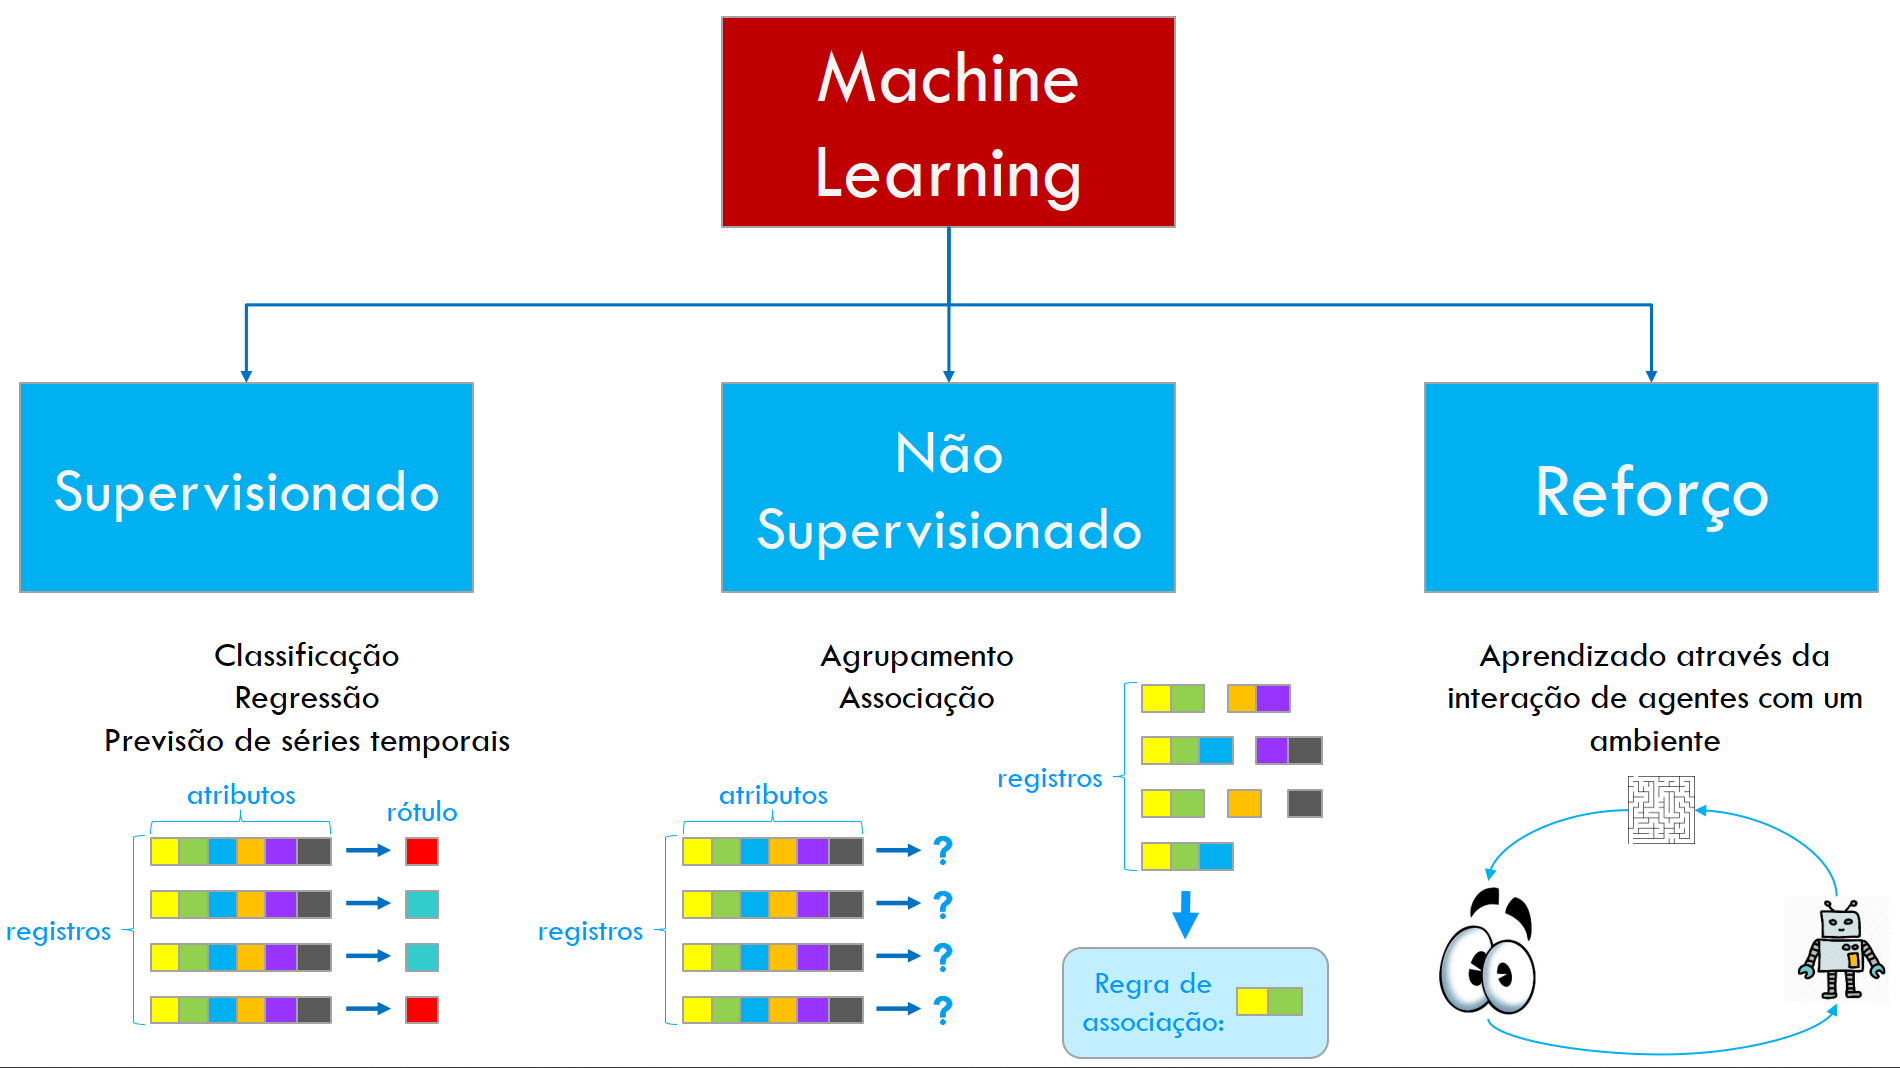 Machine
Learning
Supervisionado
Não
Supervisionado
Reforço
Classificação
Regressão
Previsão de séries temporais
atributos
rótulo
registros
Agrupamento
Associação
atributos
registros
?
?
?
?
registros
Regra de
associação:
Aprendizado através da
interação de agentes com um
ambiente